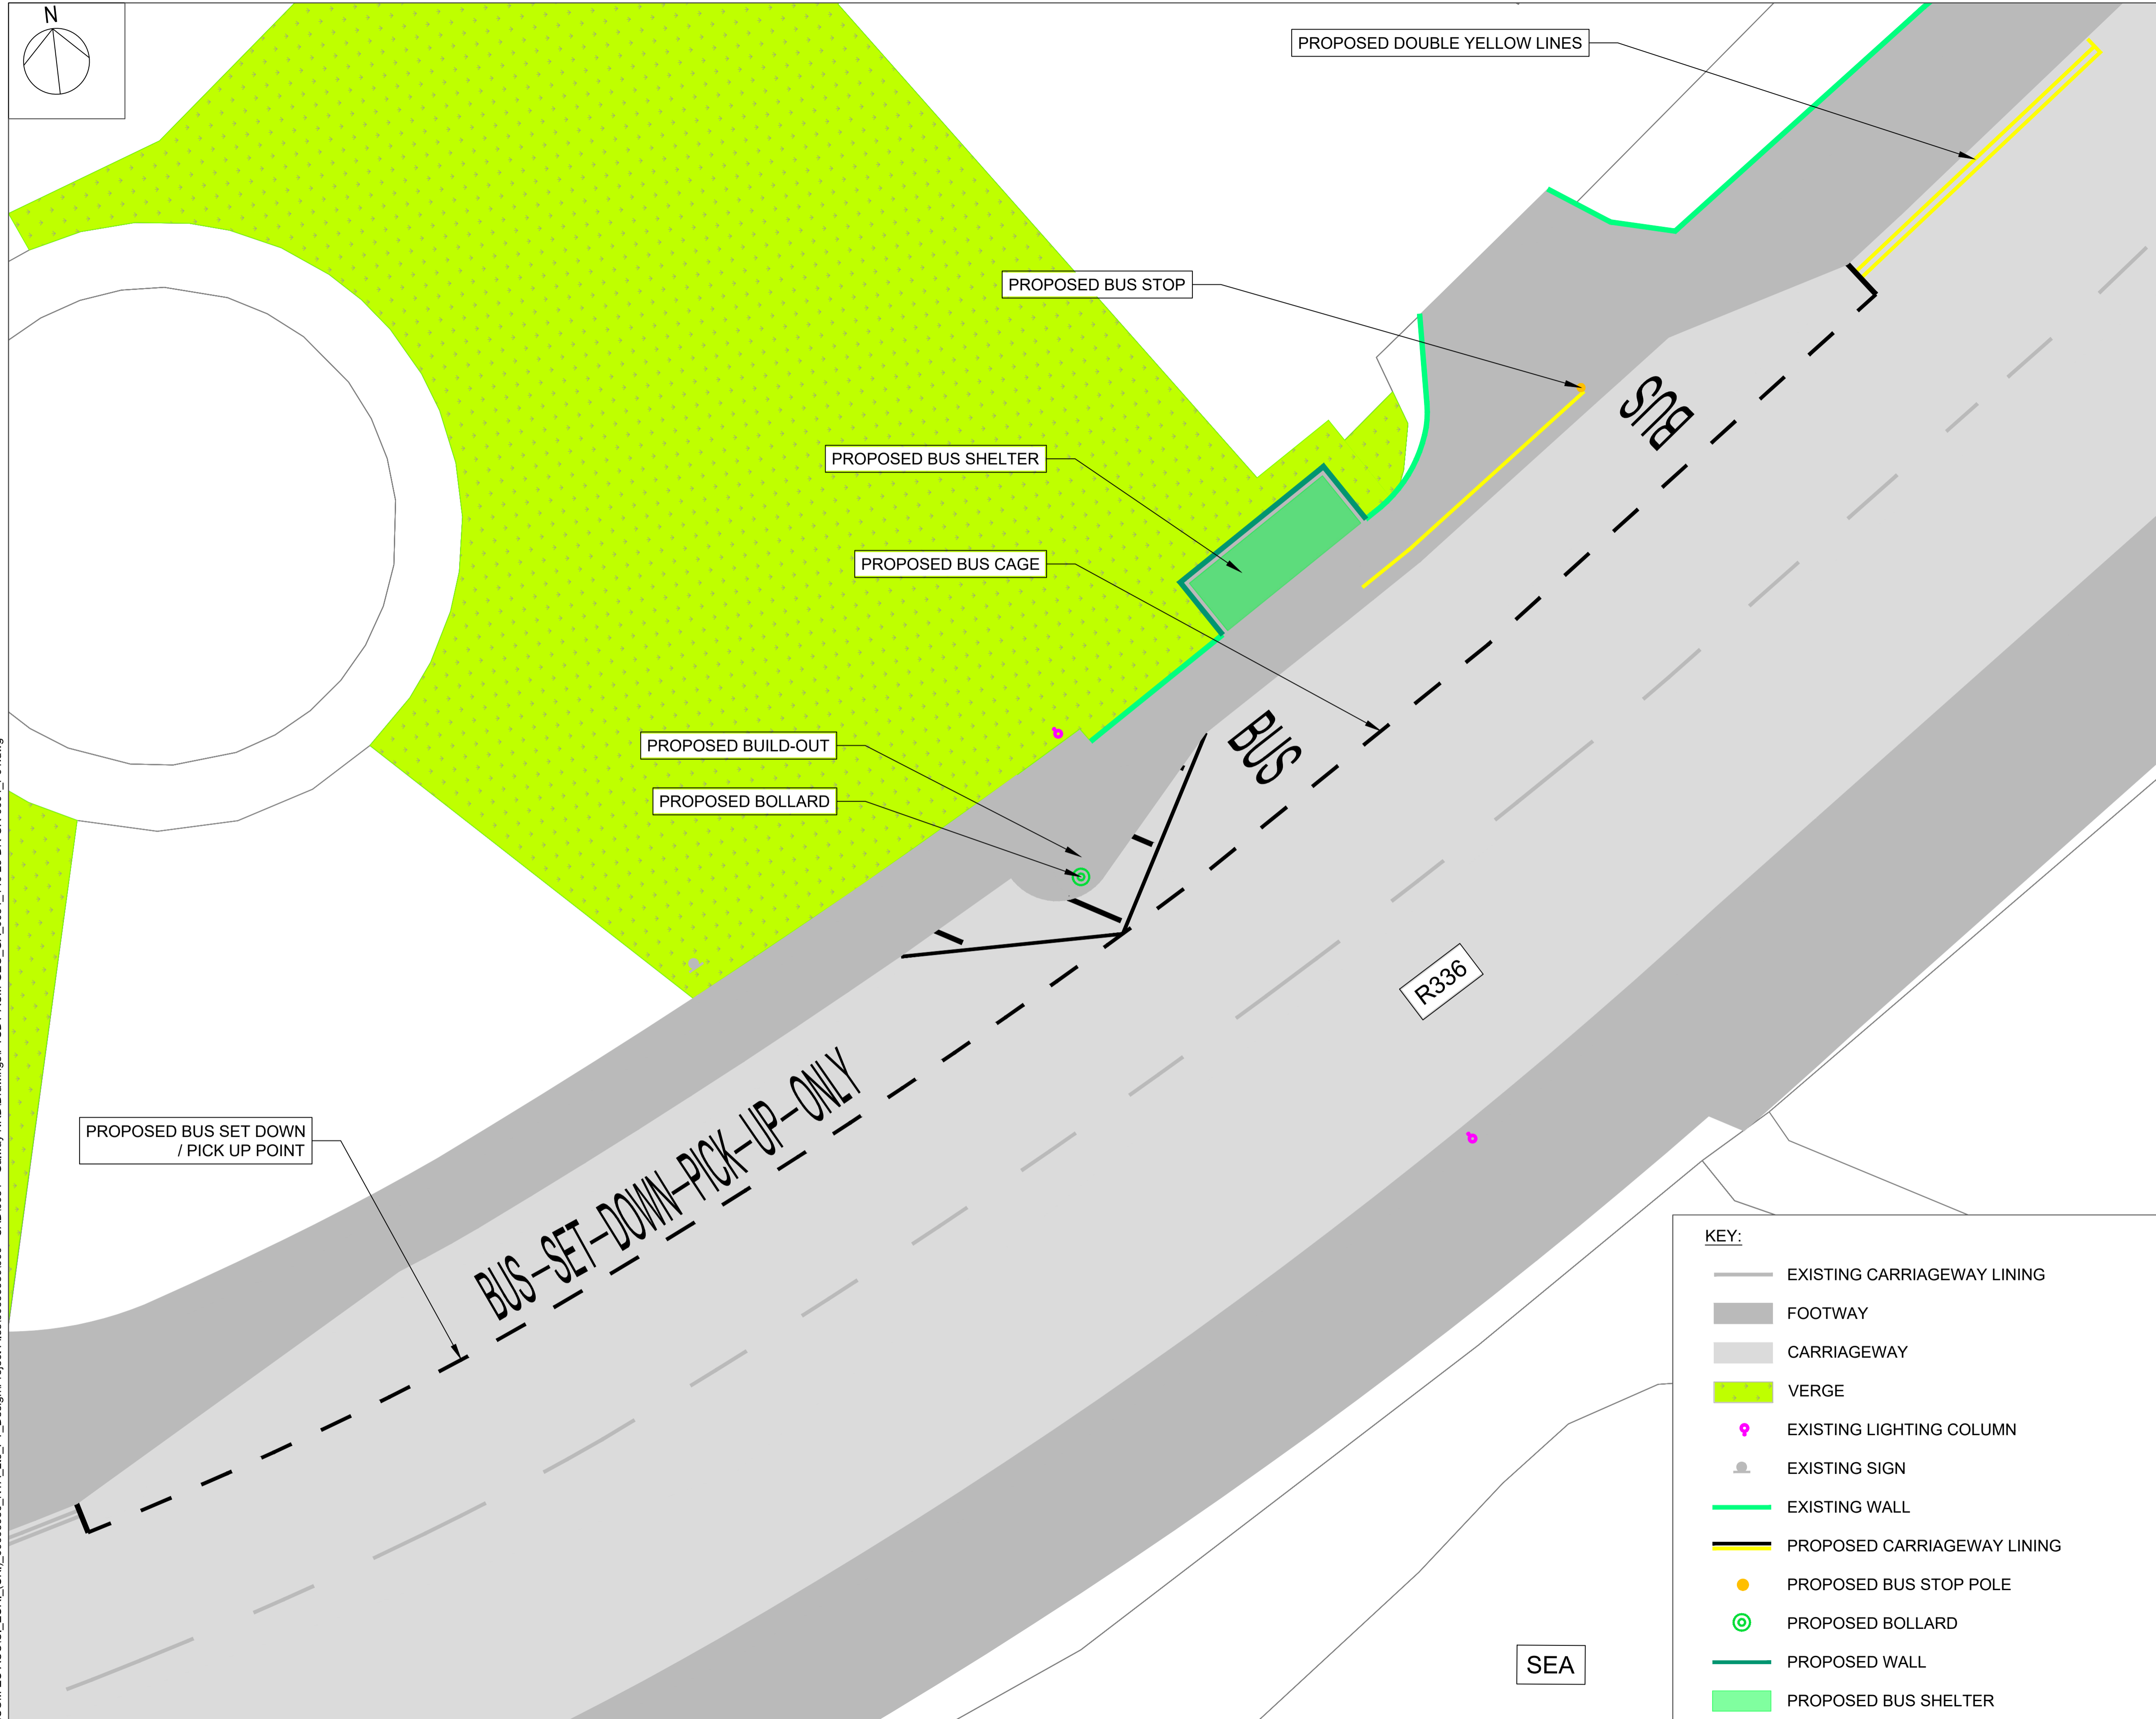 N
PROPOSED DOUBLE YELLOW LINES
PROPOSED BUS STOP
BUS
PROPOSED BUS SHELTER
PROPOSED BUS CAGE
BUS
PROPOSED BUILD-OUT
PROPOSED BOLLARD
R336
BUS-SET-DOWN-PICK-UP-ONLY
PROPOSED BUS SET DOWN
/ PICK UP POINT
SEA
KEY:
EXISTING CARRIAGEWAY LINING
FOOTWAY
CARRIAGEWAY
VERGE
EXISTING LIGHTING COLUMN
EXISTING SIGN
EXISTING WALL
PROPOSED CARRIAGEWAY LINING
PROPOSED BUS STOP POLE
PROPOSED BOLLARD
PROPOSED WALL
PROPOSED BUS SHELTER